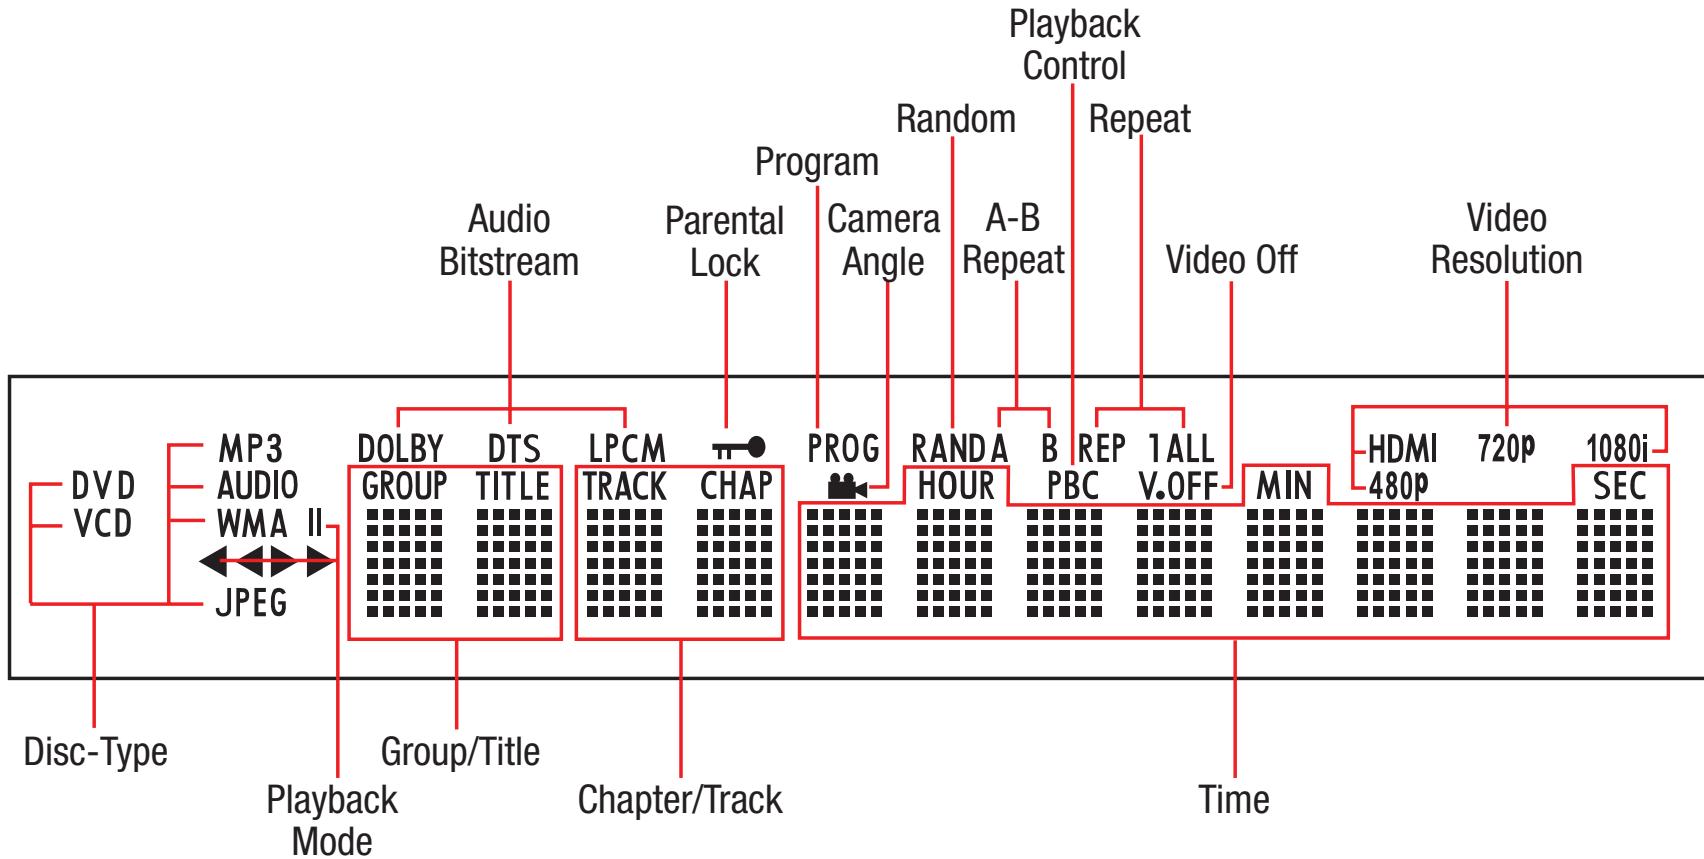 Playback
Control
Random
Repeat
Program
Audio
Bitstream
Parental
Lock
Camera
Angle
A-B
Repeat
Video Off
Video
Resolution
MP3
DOLBY
DTS
LPCM
PROG
RAND
A
B
REP
1 ALL
HDMI
720p
1080i
DVD
AUDIO
GROUP
TITLE
TRACK
CHAP
HOUR
PBC
V.OFF
MIN
480p
SEC
VCD
WMA
JPEG
Disc-Type
Group/Title
Playback
Mode
Chapter/Track
Time